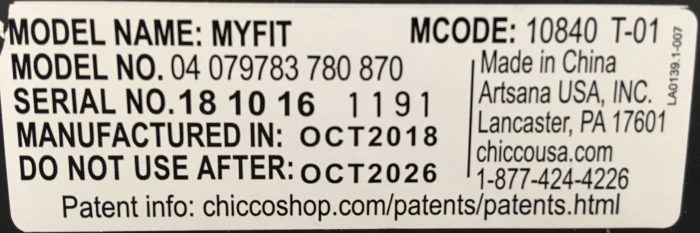 MODEL NAME: MYFIT
MCODE: 10840 T-01
MODEL NO. 04 079783 780 870
SERIAL NO. 18 10 16 1191
MANUFACTURED IN: OCT2018
DO NOT USE AFTER: OCT2026
Made in China
Artsana USA, INC.
Lancaster, PA 17601
chiccousa.com
1-877-424-4226
LA0139.1-007
Patent info: chiccoshop.com/patents/patents.html